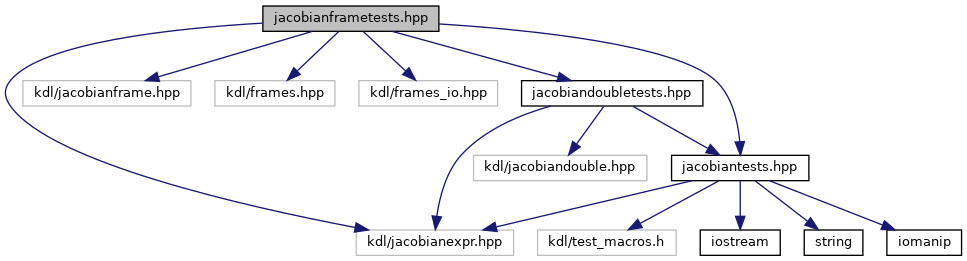 jacobianframetests.hpp
kdl/jacobianframe.hpp
kdl/frames.hpp
kdl/frames_io.hpp
jacobiandoubletests.hpp
kdl/jacobiandouble.hpp
jacobiantests.hpp
kdl/jacobianexpr.hpp
kdl/test_macros.h
iostream
string
iomanip